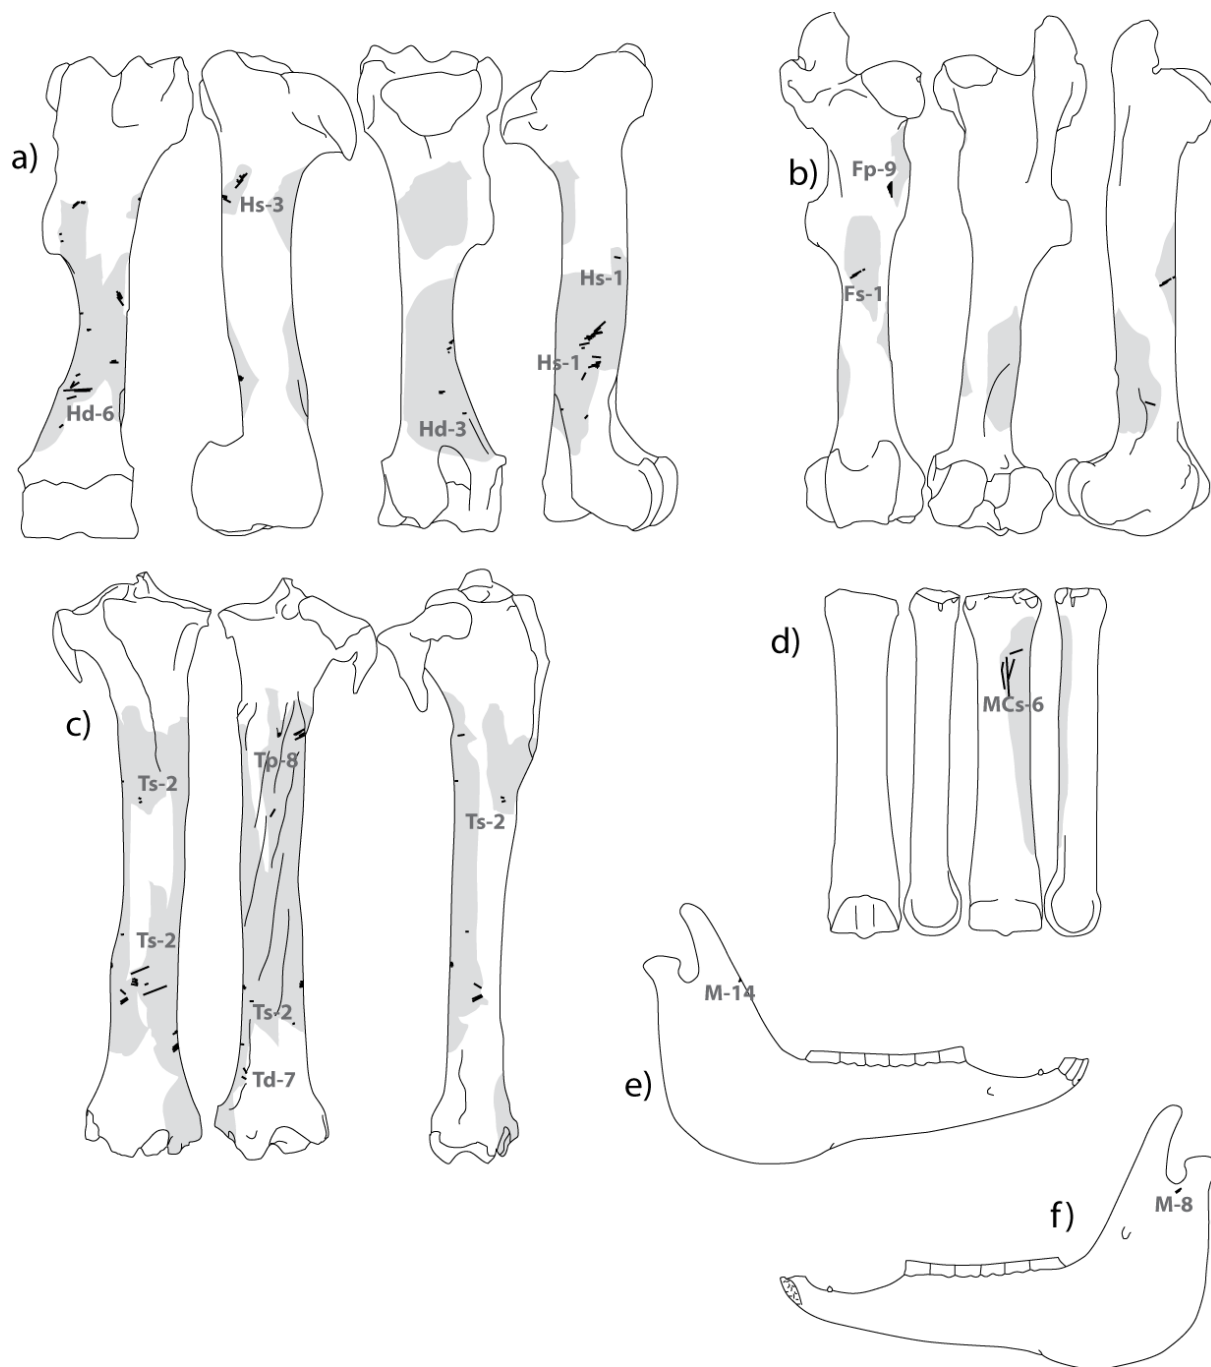 a)
Hs-3
Hs-1
Hs-1
Hd-6
Hd-3
b)
Fp-9
Fs-1
c)
Ts-2
Tp-8
Ts-2
Ts-2
Ts-2
Td-7
d)
MCs-6
e)
M-14
f)
M-8